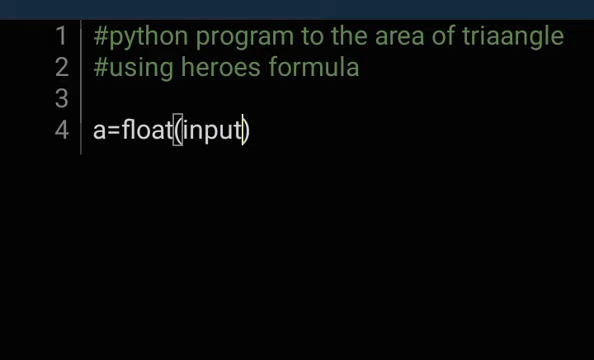 1 #python program to the area of triaangle
2 #using heroes formula
3
4 a=float(input)